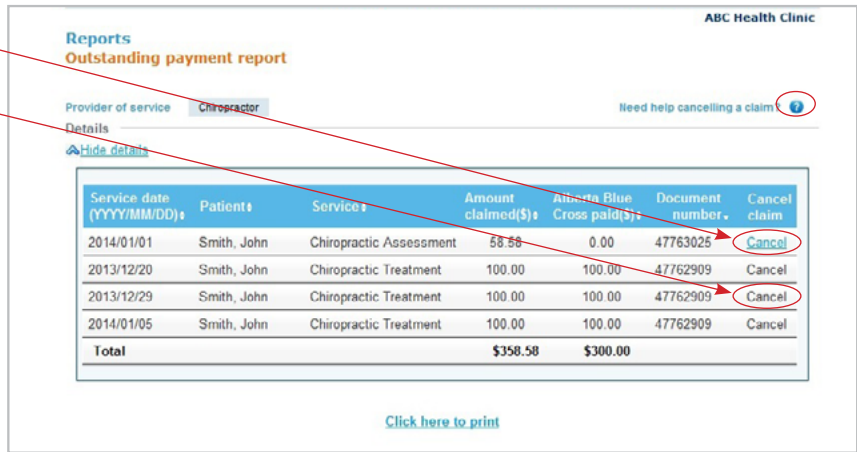 ABC Health Clinic
Reports
Outstanding payment report
Provider of service Chiropractor Need help cancelling a claim? ?
Details
Hide details
Service date (YYYY/MM/DD) Patient Service Amount claimed($) Alberta Blue Cross paid($) Document number Cancel claim
2014/01/01 Smith, John Chiropractic Assessment 58.58 0.00 47763025 Cancel
2013/12/20 Smith, John Chiropractic Treatment 100.00 100.00 47762909 Cancel
2013/12/29 Smith, John Chiropractic Treatment 100.00 100.00 47762909 Cancel
2014/01/05 Smith, John Chiropractic Treatment 100.00 100.00 47762909 Cancel
Total $358.58 $300.00
Click here to print